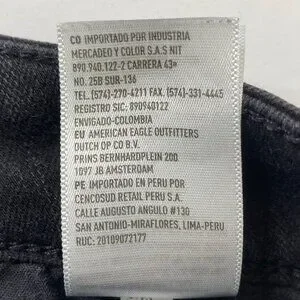 CO IMPORTADO POR INDUSTRIA
MERCADEO Y COLOR S.A.S NIT
890.940.122-2 CARRERA 43ª
NO. 25B SUR-136
TEL.(574)-270-4211 FAX. (574)-331-4445
REGISTRO SIC: 890940122
ENVIGADO-COLOMBIA
EU AMERICAN EAGLE OUTFITTERS
DUTCH OP CO B.V.
PRINS BERNHARDPLEIN 200
1097 JB AMSTERDAM
PE IMPORTADO EN PERU POR
CENCOSUD RETAIL PERU S.A.
CALLE AUGUSTO ANGULO #130
SAN ANTONIO-MIRAFLORES, LIMA-PERU
RUC: 20109072177